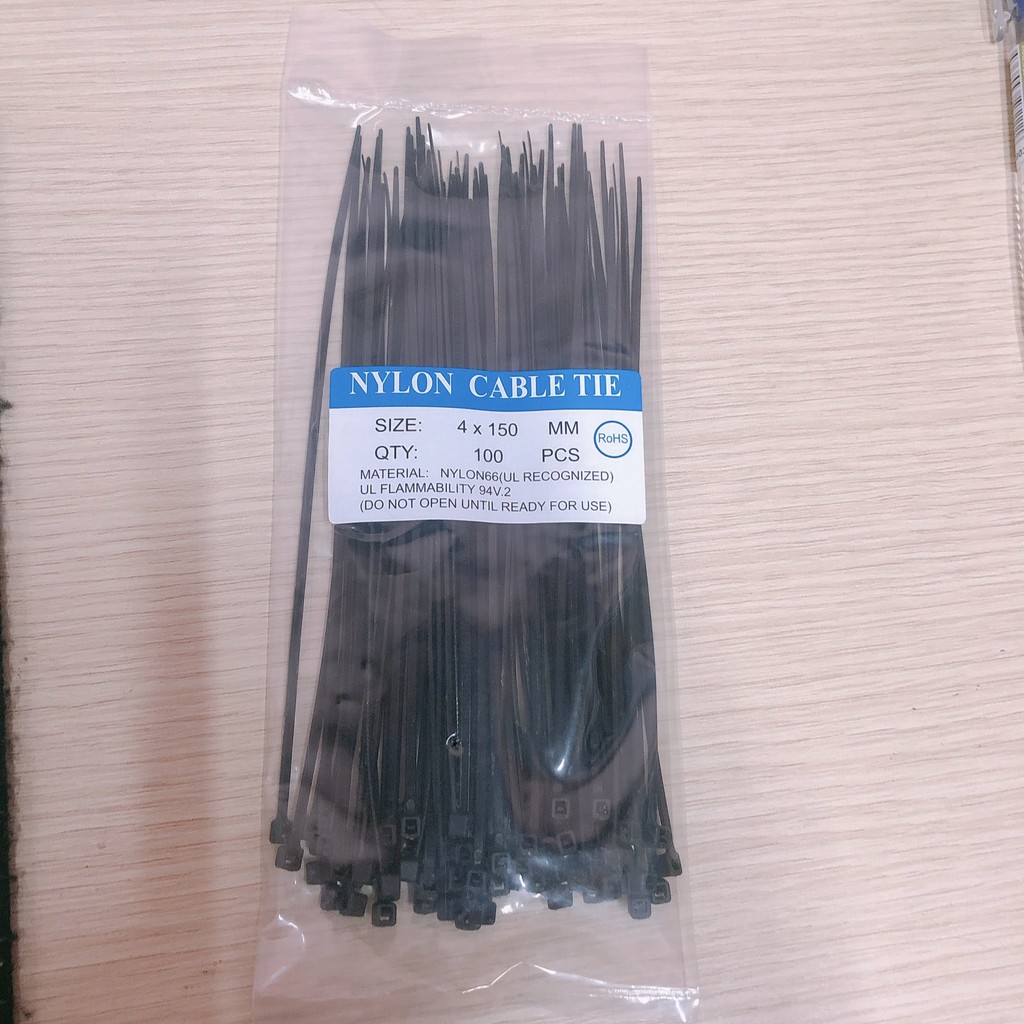 NYLON CABLE TIE
SIZE: 4 x 150 MM
RoHS
QTY: 100 PCS
MATERIAL: NYLON66(UL RECOGNIZED)
UL FLAMMABILITY 94V.2
(DO NOT OPEN UNTIL READY FOR USE)